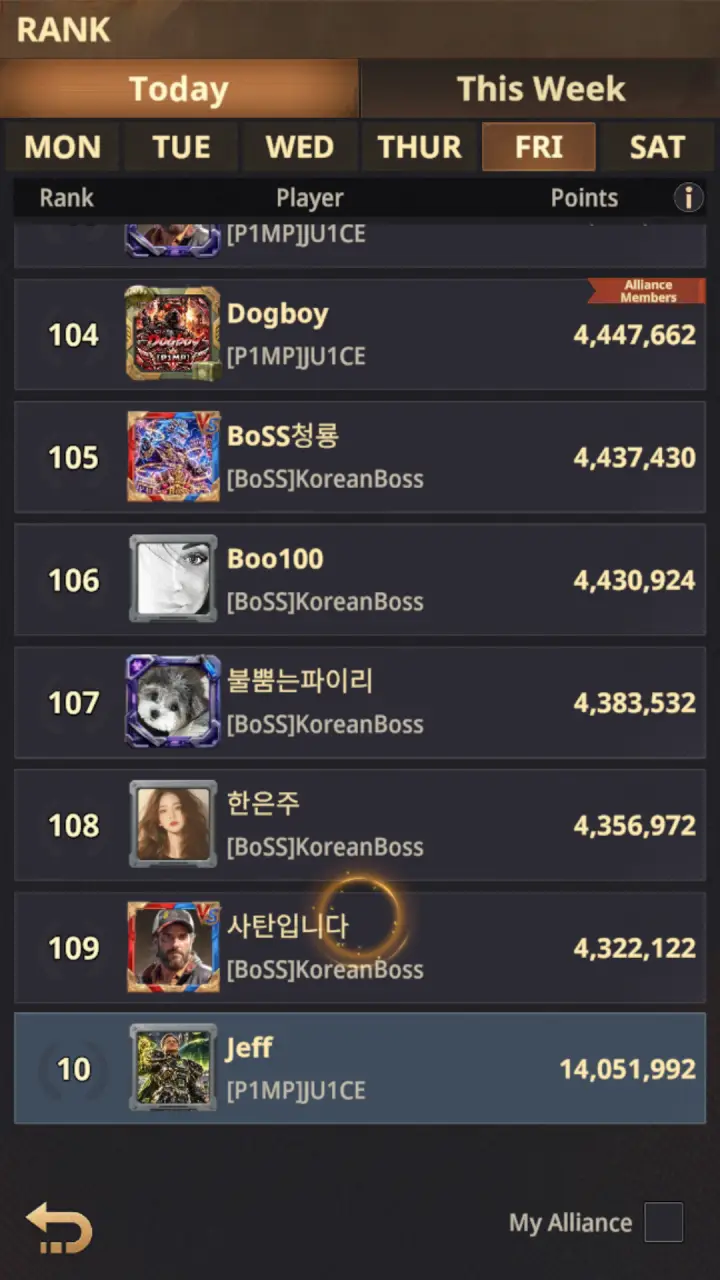 RANK
Today
This Week
MON
TUE
WED
THUR
FRI
SAT
Rank
Player
Points
[P1MP]JU1CE
Alliance
Members
104
Dogboy
[P1MP]JU1CE
4,447,662
105
BoSS청룡
[BoSS]KoreanBoss
4,437,430
106
Boo100
[BoSS]KoreanBoss
4,430,924
107
불뿜는파이리
[BoSS]KoreanBoss
4,383,532
108
한은주
[BoSS]KoreanBoss
4,356,972
109
사탄입니다
[BoSS]KoreanBoss
4,322,122
10
Jeff
[P1MP]JU1CE
14,051,992
My Alliance